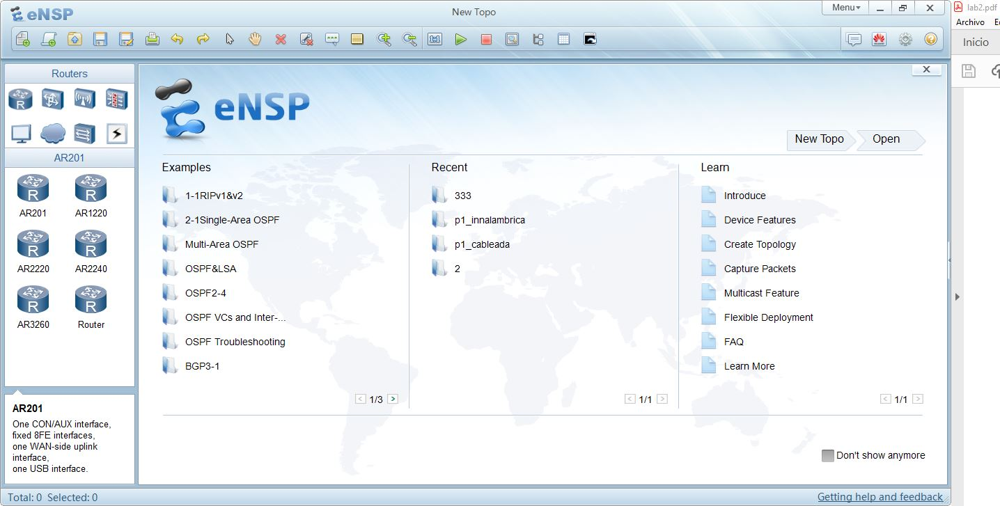 eNSP
New Topo
Menu
lab2.pdf
Archivo
Inicio
Routers
R
AR201
R R
AR201 AR1220
R R
AR2220 AR2240
R R
AR3260 Router
AR201
One CON/AUX interface,
fixed 8FE interfaces,
one WAN-side uplink
interface,
one USB interface.
eNSP
New Topo Open
Examples
1-1RIPv1&v2
2-1Single-Area OSPF
Multi-Area OSPF
OSPF&LSA
OSPF2-4
OSPF VCs and Inter-...
OSPF Troubleshooting
BGP3-1
< 1/3 >
Recent
333
p1_innalambrica
p1_cableada
2
< 1/1 >
Learn
Introduce
Device Features
Create Topology
Capture Packets
Multicast Feature
Flexible Deployment
FAQ
Learn More
< 1/1 >
Don't show anymore
Total: 0 Selected: 0
Getting help and feedback